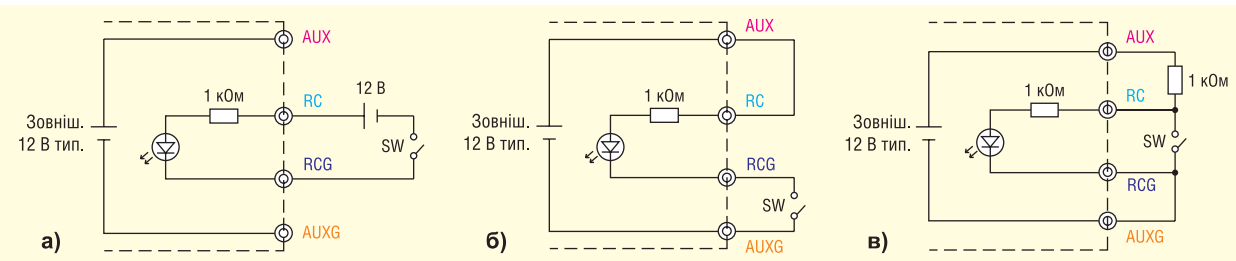 AUX
12 В
1 кОм
RC
Зовніш.
12 В тип.
SW
RCG
AUXG
а)
AUX
1 кОм
RC
Зовніш.
12 В тип.
RCG
SW
AUXG
б)
AUX
1 кОм
1 кОм
RC
Зовніш.
12 В тип.
SW
RCG
AUXG
в)